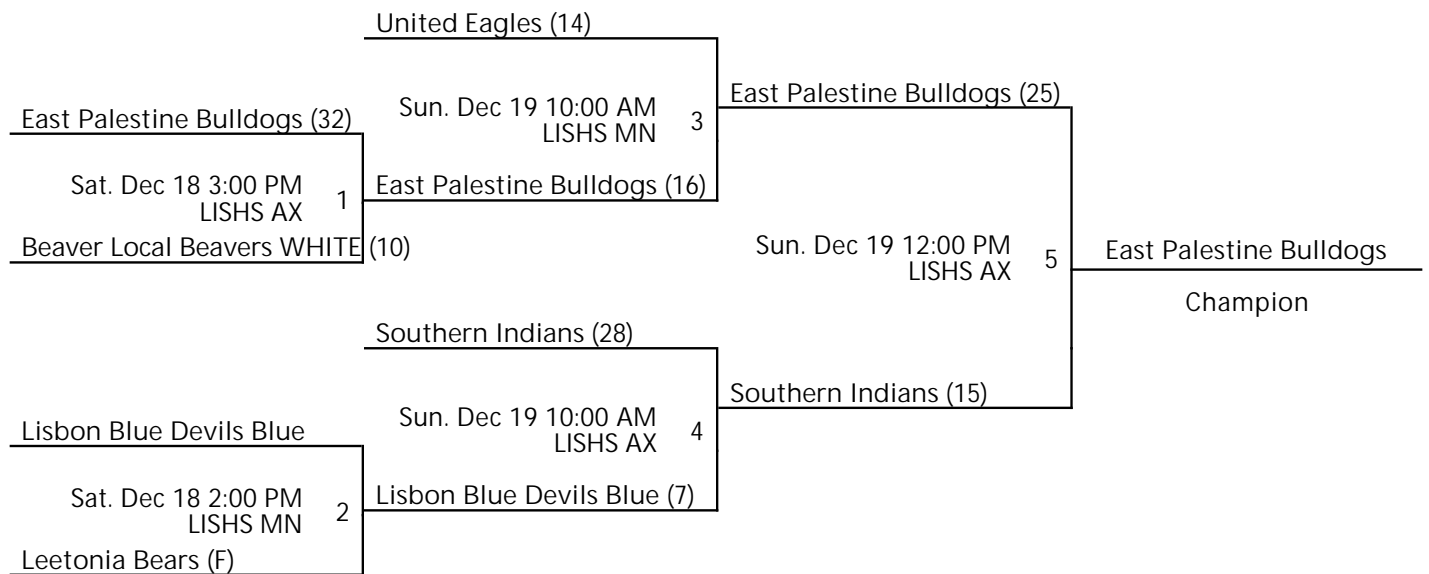 United Eagles (14)
East Palestine Bulldogs (25)
Sun. Dec 19 10:00 AM
LISHS MN
3
East Palestine Bulldogs (32)
Sat. Dec 18 3:00 PM
LISHS AX
1
East Palestine Bulldogs (16)
Beaver Local Beavers WHITE (10)
Sun. Dec 19 12:00 PM
LISHS AX
5
East Palestine Bulldogs
Champion
Southern Indians (28)
Southern Indians (15)
Sun. Dec 19 10:00 AM
LISHS AX
4
Lisbon Blue Devils Blue
Sat. Dec 18 2:00 PM
LISHS MN
2
Lisbon Blue Devils Blue (7)
Leetonia Bears (F)